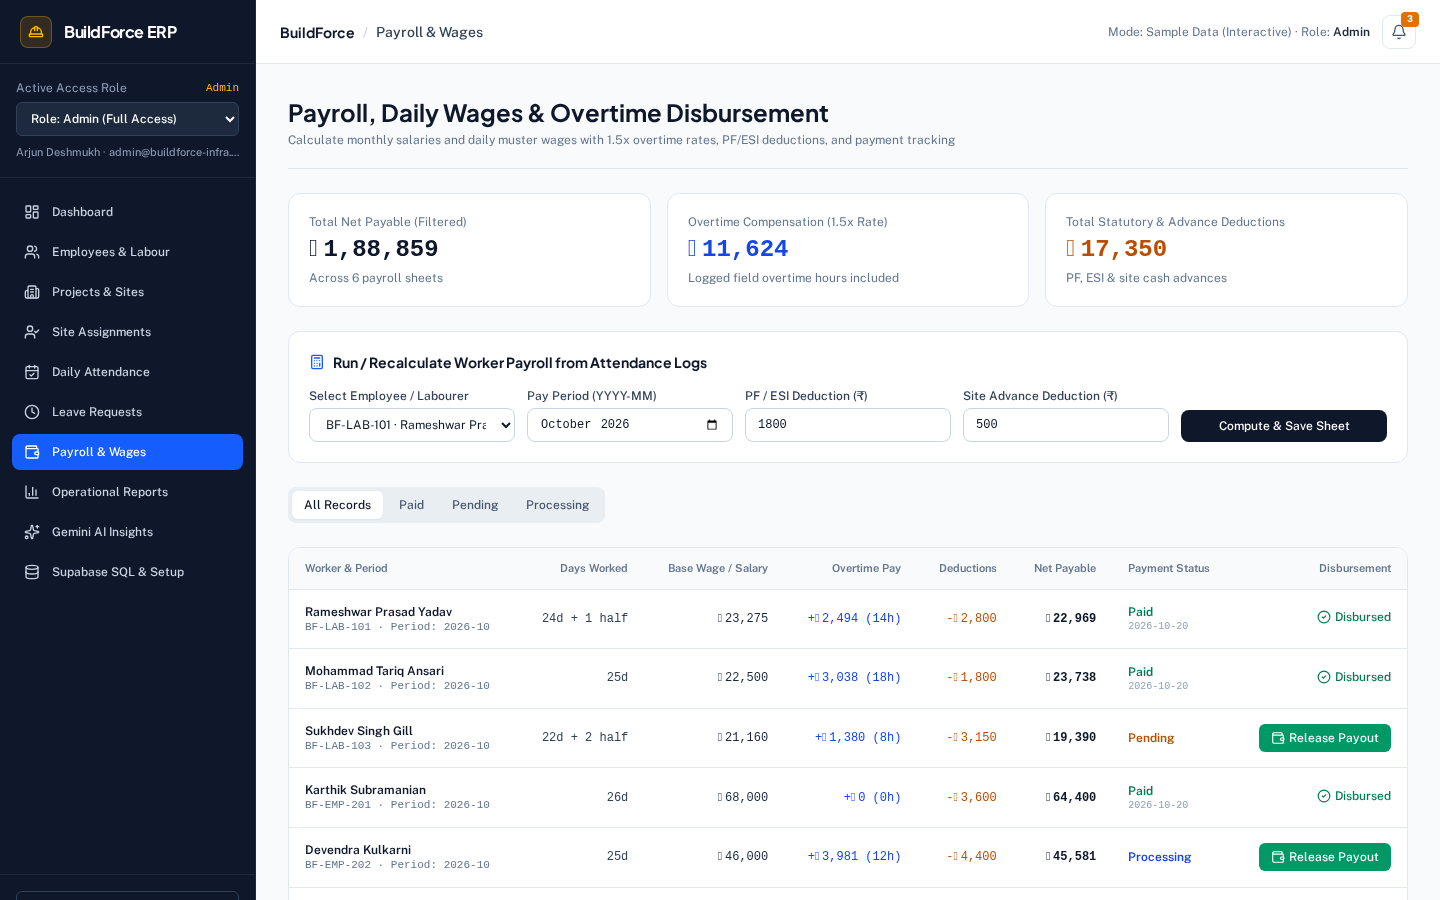 BuildForce ERP
Active Access Role
Admin
Role: Admin (Full Access)
Arjun Deshmukh · admin@buildforce-infra....
Dashboard
Employees & Labour
Projects & Sites
Site Assignments
Daily Attendance
Leave Requests
Payroll & Wages
Operational Reports
Gemini AI Insights
Supabase SQL & Setup
BuildForce / Payroll & Wages
Mode: Sample Data (Interactive) · Role: Admin
3
Payroll, Daily Wages & Overtime Disbursement
Calculate monthly salaries and daily muster wages with 1.5x overtime rates, PF/ESI deductions, and payment tracking
Total Net Payable (Filtered)
1,88,859
Across 6 payroll sheets
Overtime Compensation (1.5x Rate)
11,624
Logged field overtime hours included
Total Statutory & Advance Deductions
17,350
PF, ESI & site cash advances
Run / Recalculate Worker Payroll from Attendance Logs
Select Employee / Labourer
BF-LAB-101 · Rameshwar Pra
Pay Period (YYYY-MM)
October 2026
PF / ESI Deduction (₹)
1800
Site Advance Deduction (₹)
500
Compute & Save Sheet
All Records Paid Pending Processing
Worker & Period Days Worked Base Wage / Salary Overtime Pay Deductions Net Payable Payment Status Disbursement
Rameshwar Prasad Yadav
BF-LAB-101 · Period: 2026-10
24d + 1 half 23,275 +2,494 (14h) -2,800 22,969
Paid
2026-10-20
Disbursed
Mohammad Tariq Ansari
BF-LAB-102 · Period: 2026-10
25d 22,500 +3,038 (18h) -1,800 23,738
Paid
2026-10-20
Disbursed
Sukhdev Singh Gill
BF-LAB-103 · Period: 2026-10
22d + 2 half 21,160 +1,380 (8h) -3,150 19,390
Pending
Release Payout
Karthik Subramanian
BF-EMP-201 · Period: 2026-10
26d 68,000 +0 (0h) -3,600 64,400
Paid
2026-10-20
Disbursed
Devendra Kulkarni
BF-EMP-202 · Period: 2026-10
25d 46,000 +3,981 (12h) -4,400 45,581
Processing
Release Payout